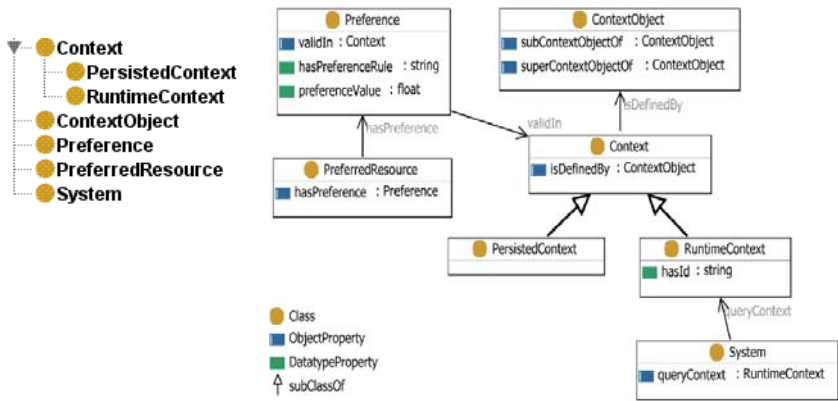 Context
PersistedContext
RuntimeContext
ContextObject
Preference
PreferredResource
System
Preference
validIn : Context
hasPreferenceRule : string
preferenceValue : float
ContextObject
subContextObjectOf : ContextObject
superContextObjectOf : ContextObject
isDefinedBy
validIn
hasPreference
Context
isDefinedBy : ContextObject
PreferredResource
hasPreference : Preference
PersistedContext
RuntimeContext
hasId : string
queryContext
System
queryContext : RuntimeContext
Class
ObjectProperty
DatatypeProperty
subClassOf